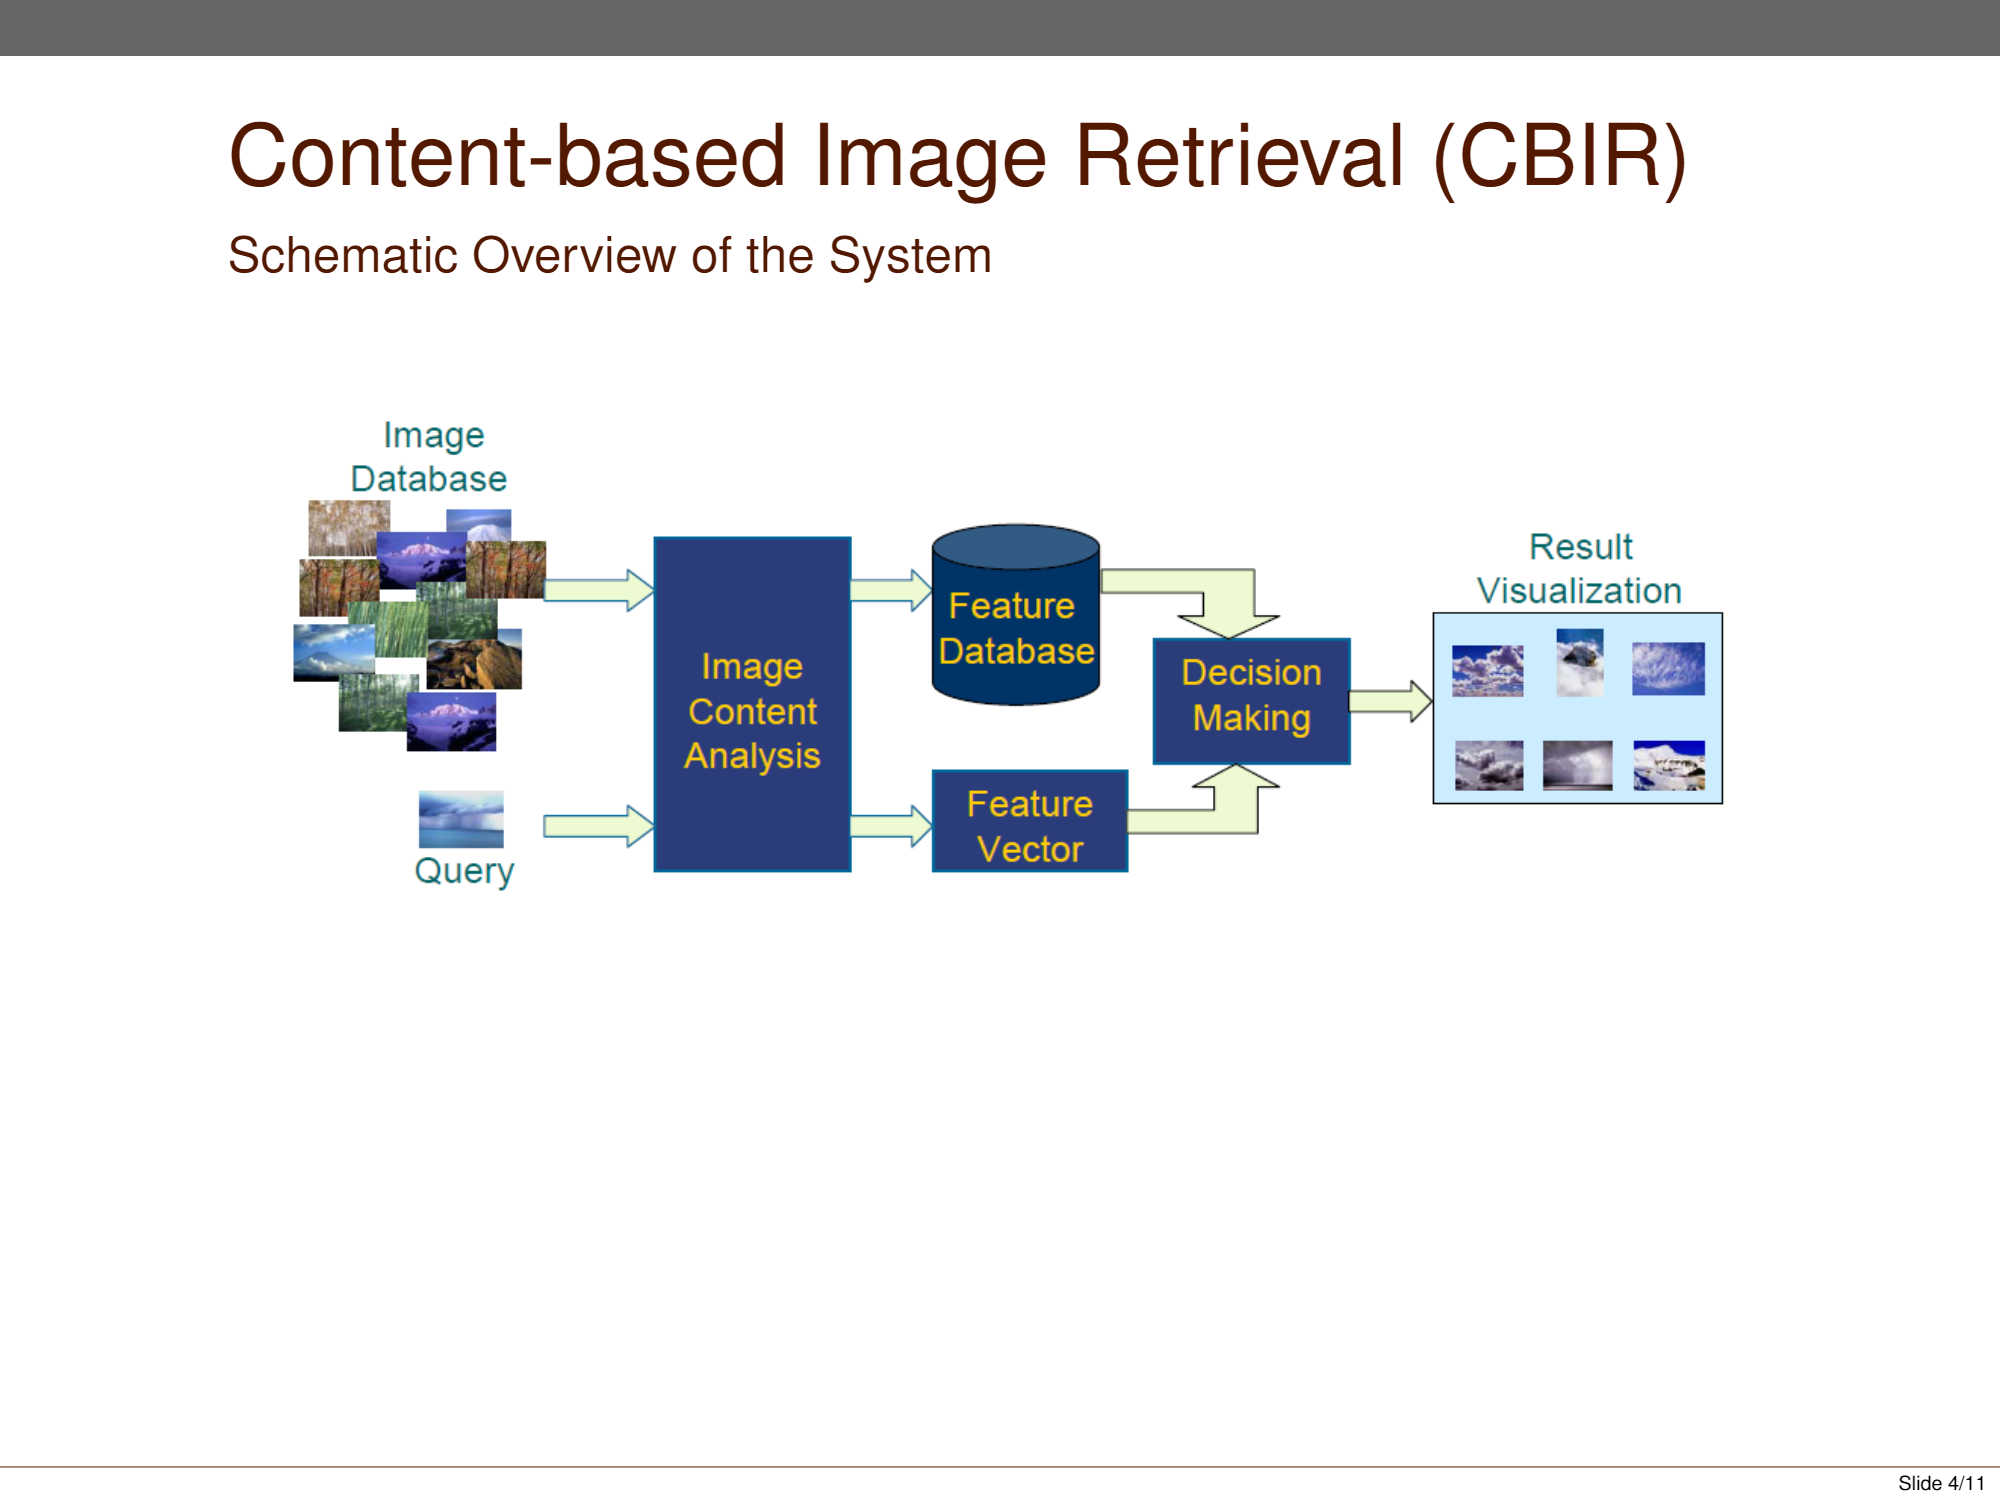 Content-based Image Retrieval (CBIR)
Schematic Overview of the System
Image
Database
Query
Image
Content
Analysis
Feature
Database
Feature
Vector
Decision
Making
Result
Visualization
Slide 4/11